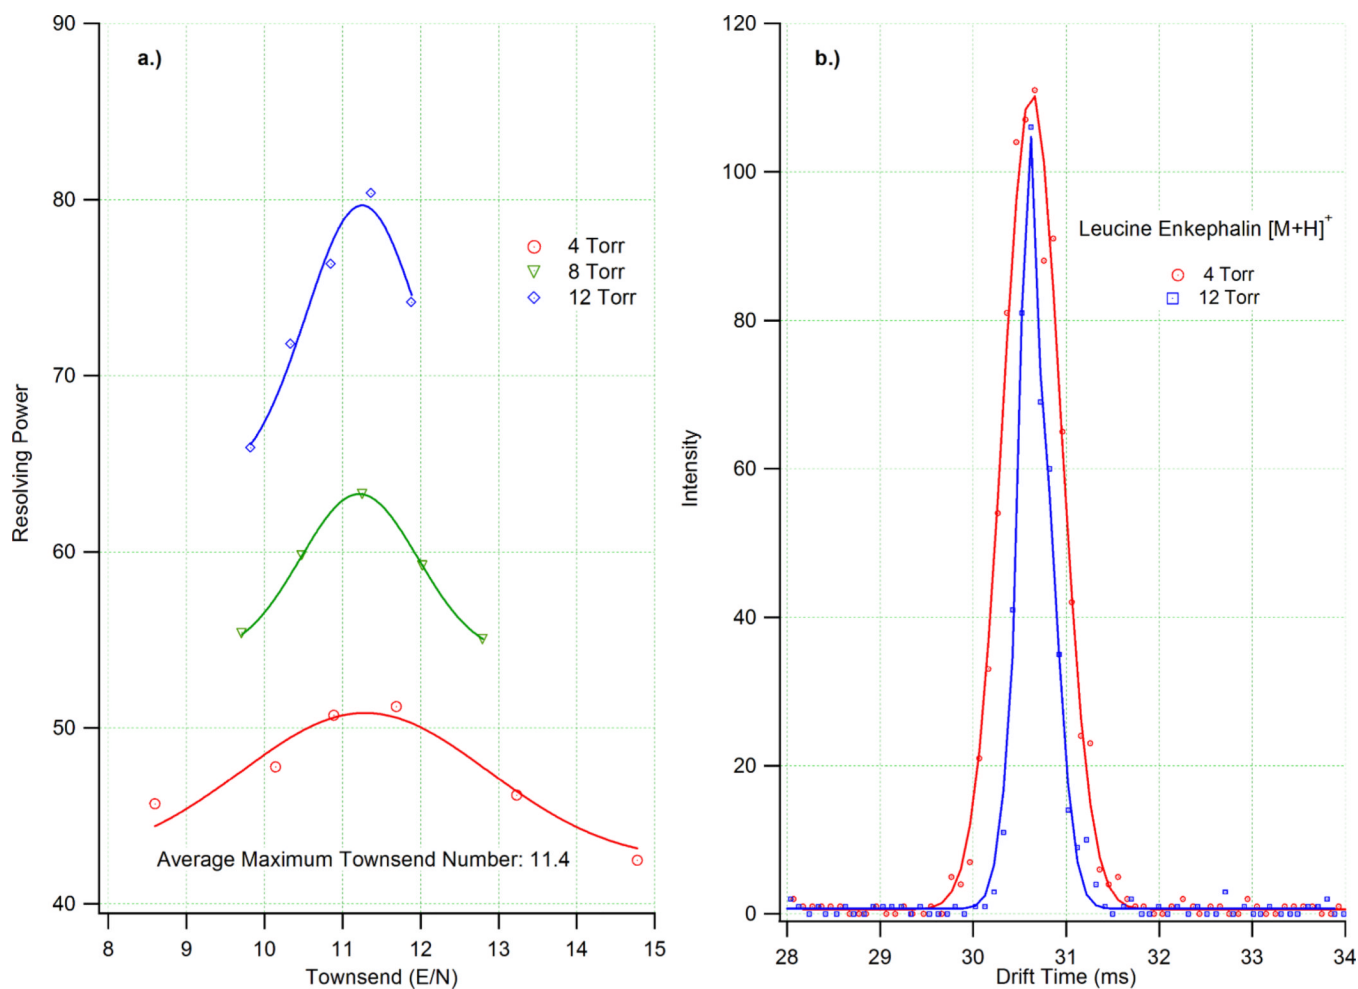 a.)
90
80
70
60
50
40
Resolving Power
4 Torr
8 Torr
12 Torr
Average Maximum Townsend Number: 11.4
8 9 10 11 12 13 14 15
Townsend (E/N)
b.)
120
100
80
60
40
20
0
Intensity
Leucine Enkephalin [M+H]+
4 Torr
12 Torr
28 29 30 31 32 33 34
Drift Time (ms)